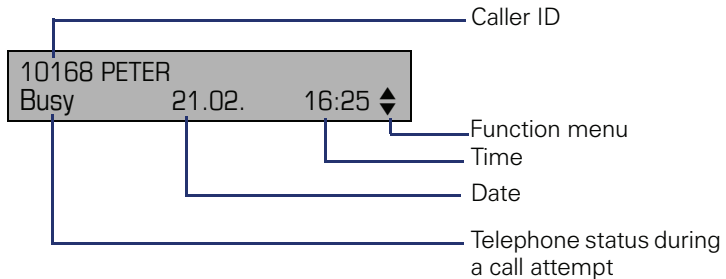 Caller ID
10168 PETER
Busy 21.02. 16:25
Function menu
Time
Date
Telephone status during
a call attempt